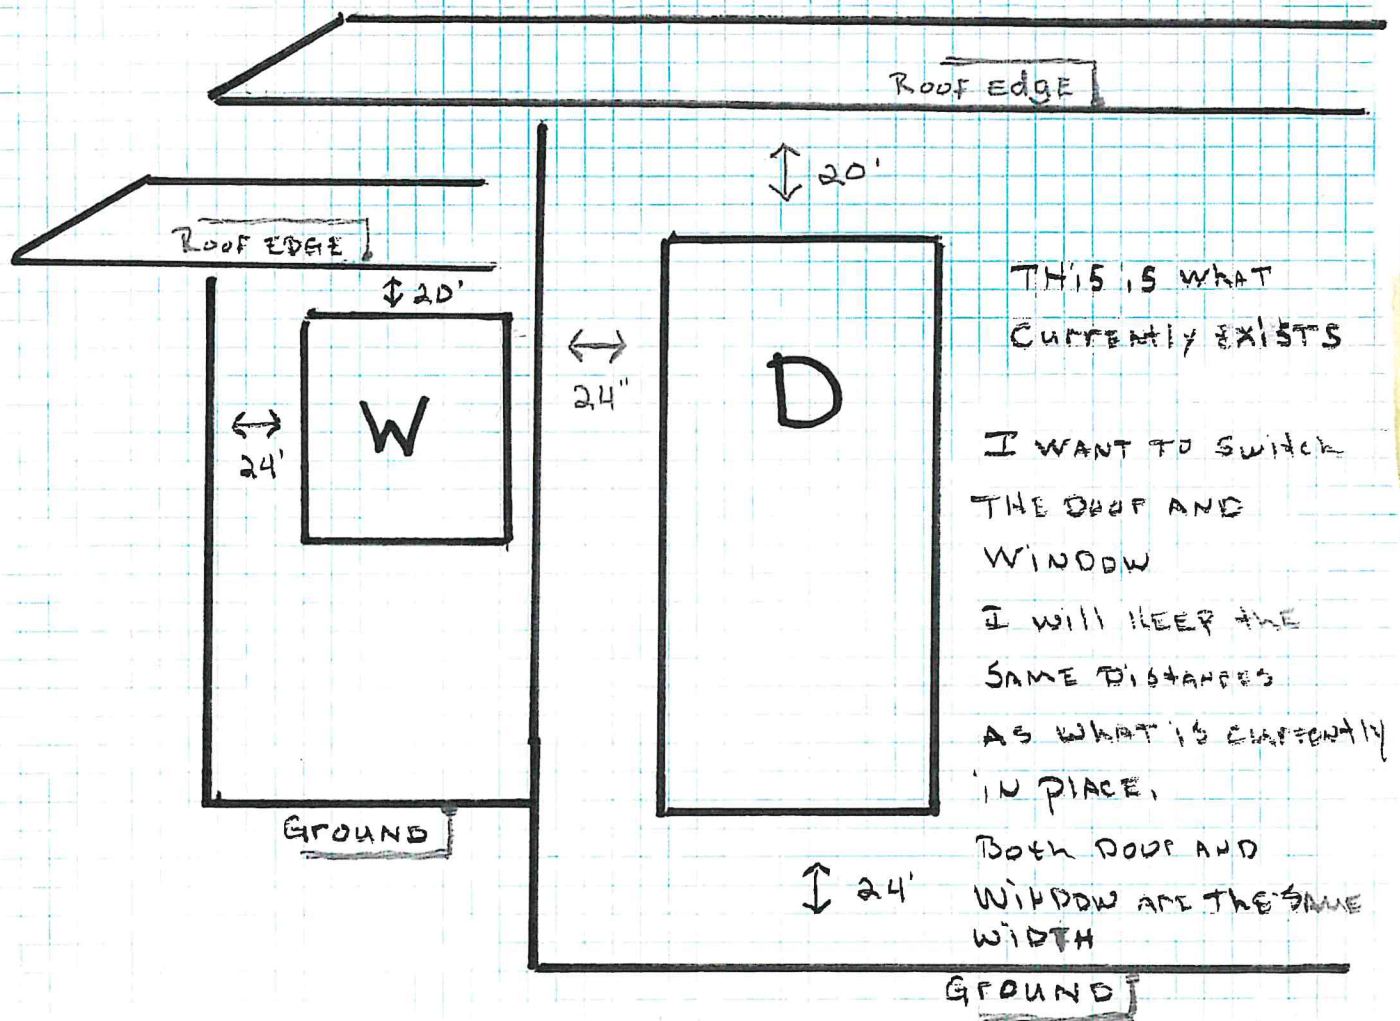 Roof Edge
20'
Roof EDGE
20'
W
24'
24"
D
THiS iS WhAT
Currently EXISTS
I WANT TO Switch
THE DOOR AND
WiNDOW
I will KEEP the
SAME DistANCES
AS WhAT is currently
iN PlACE.
Both DOOR AND
WiNDOW ArE ThE SAME
WiDTH
Ground
24'
GroUND